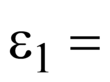 ε₁ =